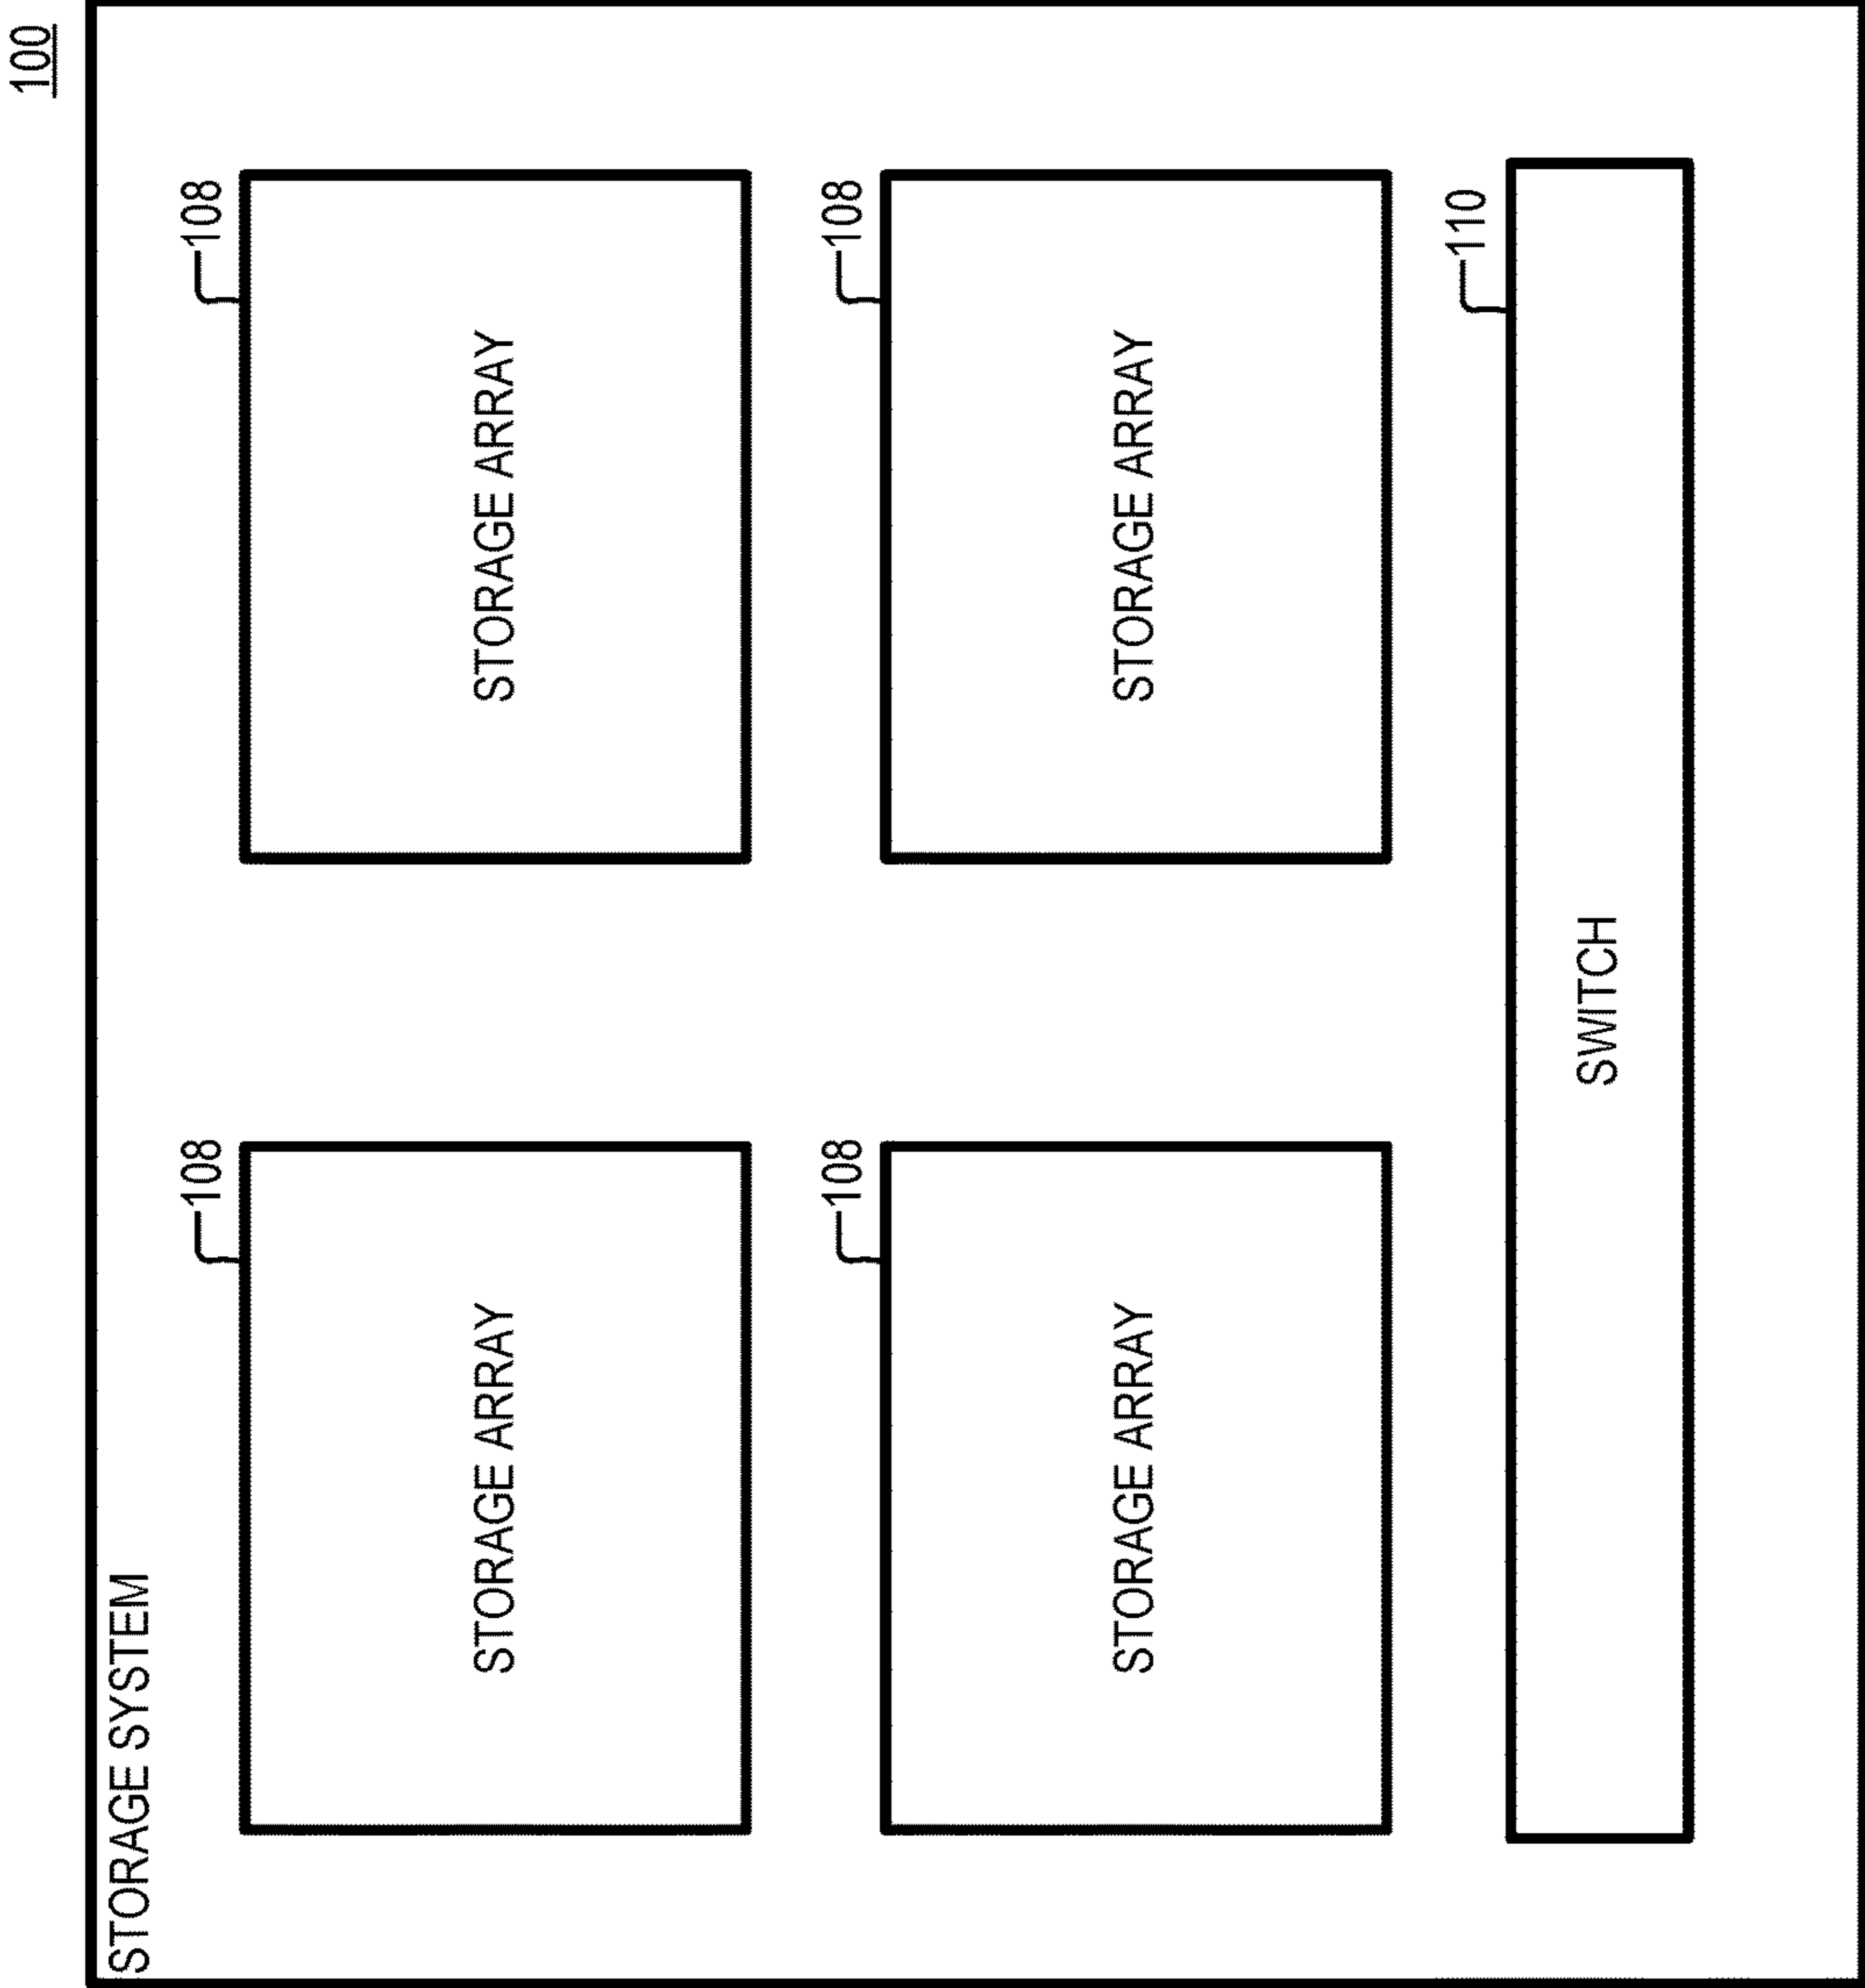 100
STORAGE SYSTEM
108
108
STORAGE ARRAY
STORAGE ARRAY
108
108
STORAGE ARRAY
STORAGE ARRAY
110
SWITCH